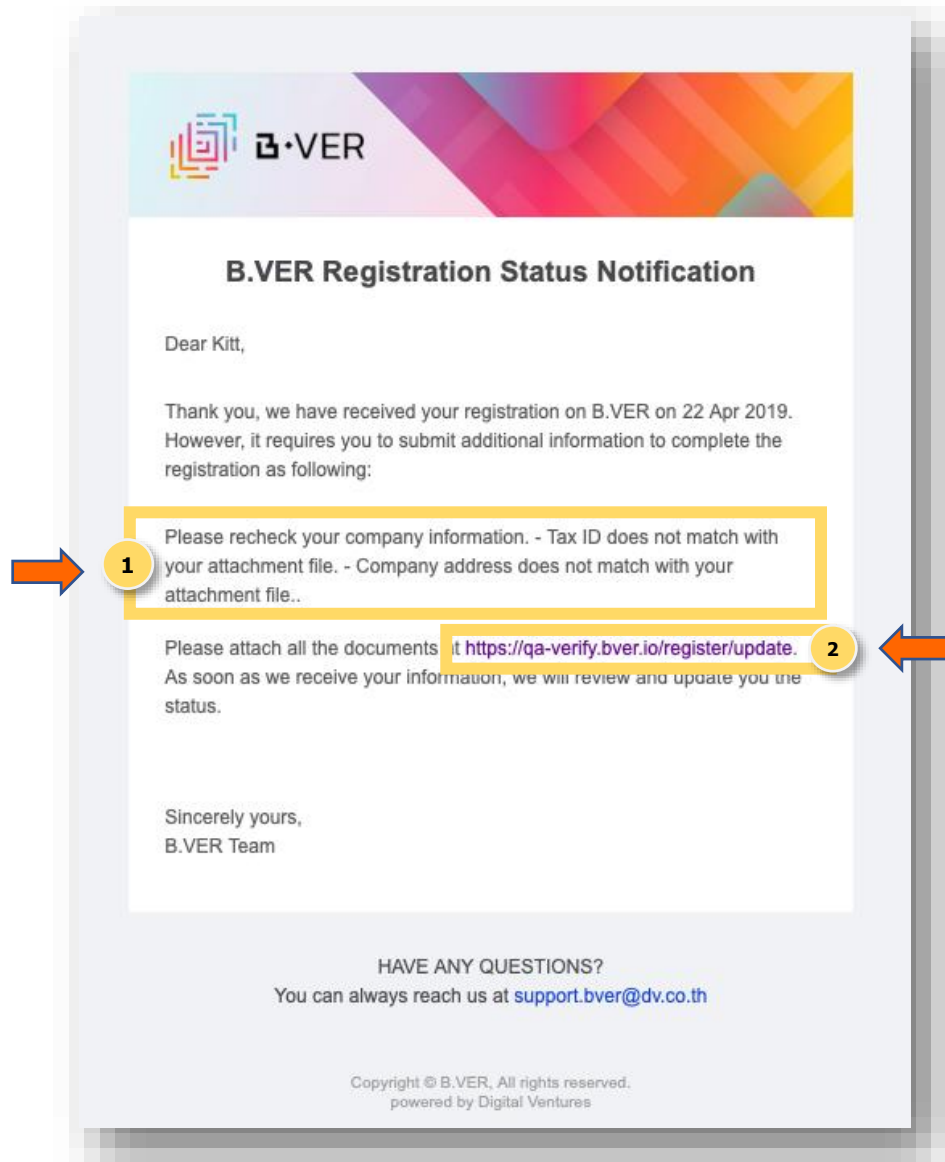 B·VER
B.VER Registration Status Notification
Dear Kitt,
Thank you, we have received your registration on B.VER on 22 Apr 2019.
However, it requires you to submit additional information to complete the
registration as following:
Please recheck your company information. - Tax ID does not match with
1
your attachment file. - Company address does not match with your
attachment file..
Please attach all the documents at https://qa-verify.bver.io/register/update.
2
As soon as we receive your information, we will review and update you the
status.
Sincerely yours,
B.VER Team
HAVE ANY QUESTIONS?
You can always reach us at support.bver@dv.co.th
Copyright © B.VER, All rights reserved.
powered by Digital Ventures